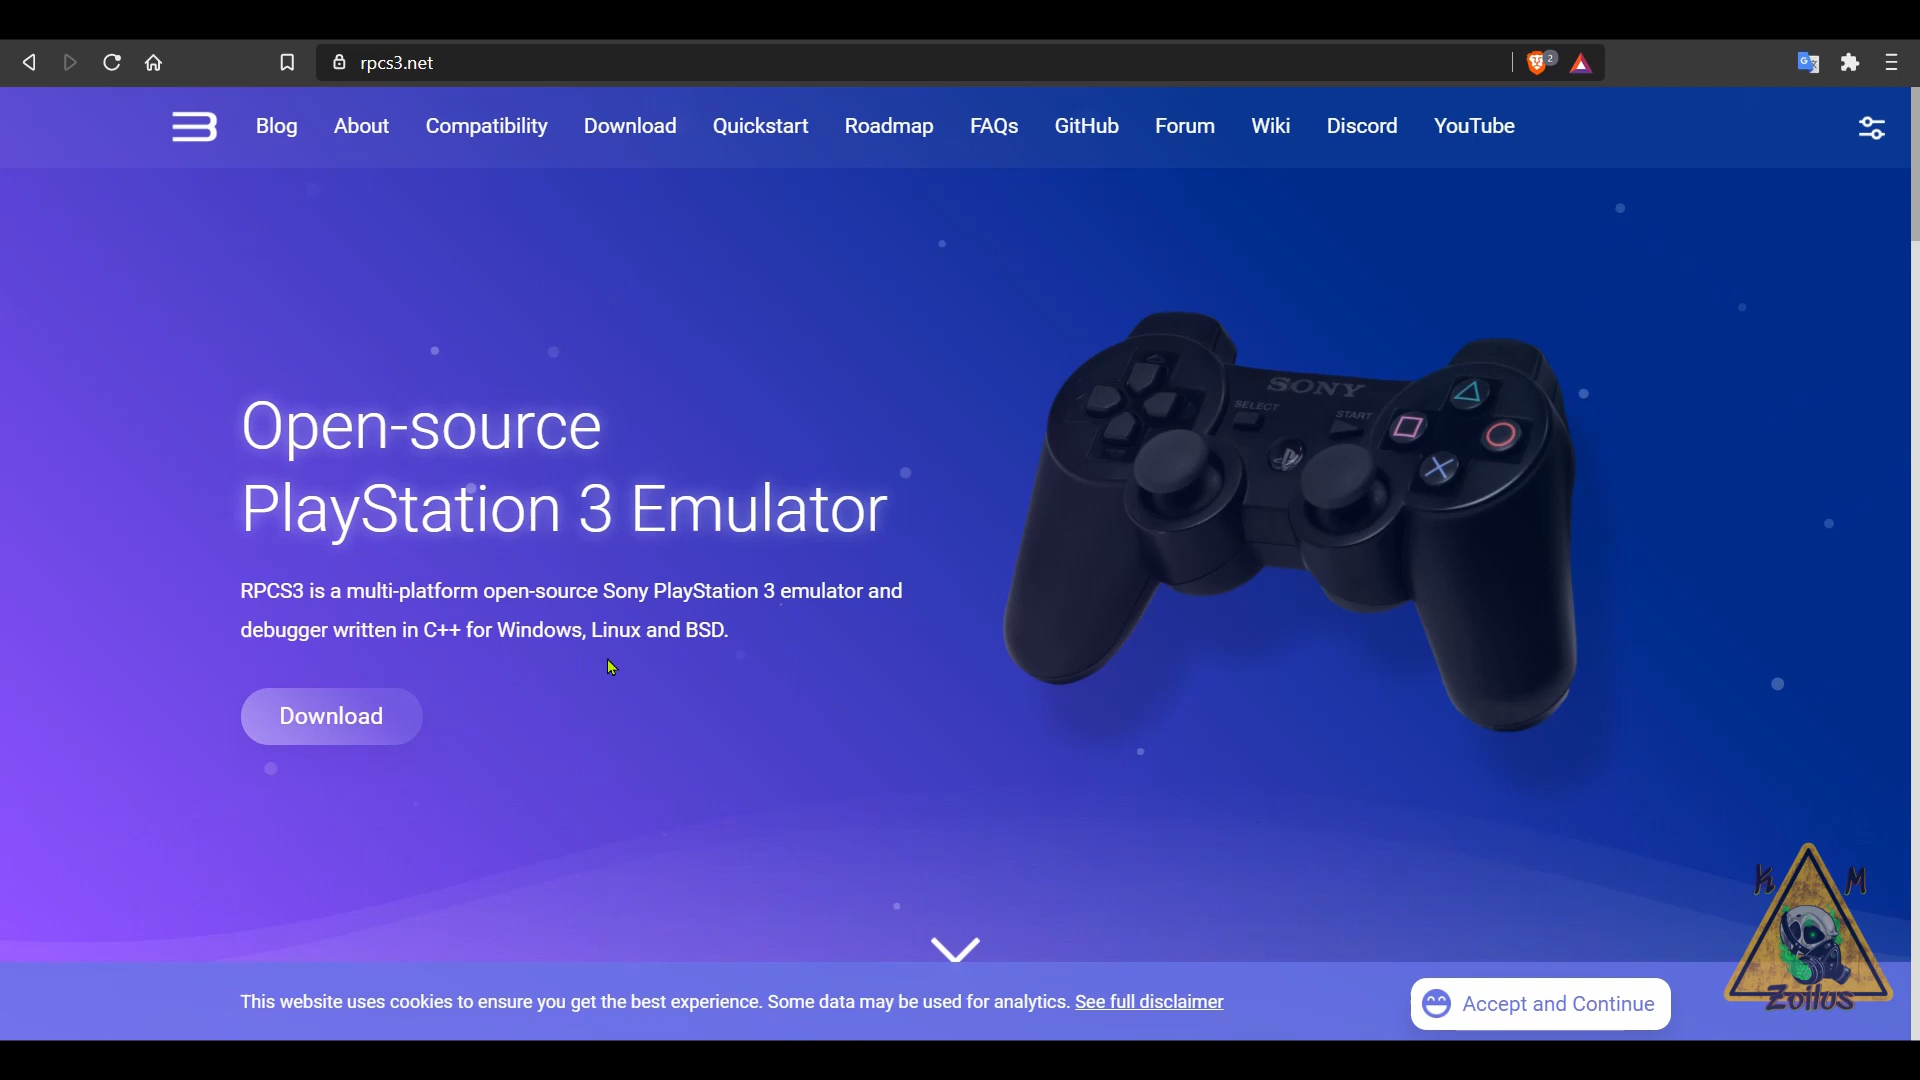 rpcs3.net
2
Blog About Compatibility Download Quickstart Roadmap FAQs GitHub Forum Wiki Discord YouTube
SONY
SELECT START
Open-source
PlayStation 3 Emulator
RPCS3 is a multi-platform open-source Sony PlayStation 3 emulator and
debugger written in C++ for Windows, Linux and BSD.
Download
K M
Zoilus
This website uses cookies to ensure you get the best experience. Some data may be used for analytics. See full disclaimer
Accept and Continue